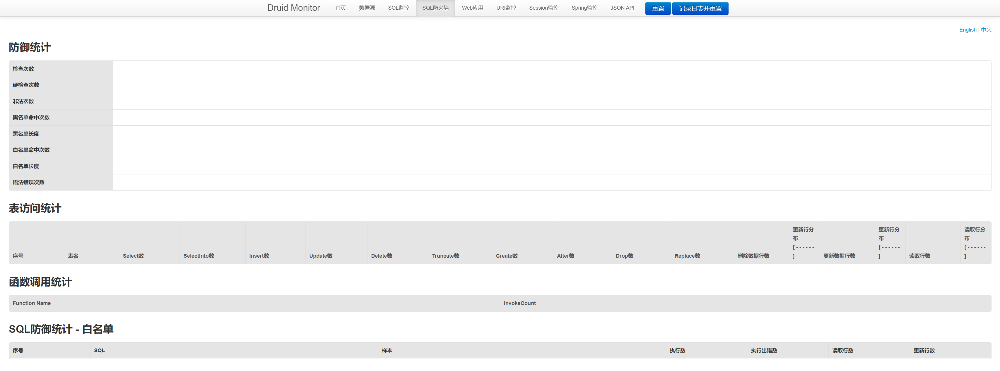 Druid Monitor 首页 数据源 SQL监控 SQL防火墙 Web应用 URI监控 Session监控 Spring监控 JSON API 重置 记录日志并重置
English | 中文
防御统计
检查次数
硬检查次数
非法次数
黑名单命中次数
黑名单长度
白名单命中次数
白名单长度
语法错误次数
表访问统计
序号 表名 Select数 SelectInto数 Insert数 Update数 Delete数 Truncate数 Create数 Alter数 Drop数 Replace数 删除数据行数
更新行分
布
[ - - - - - -
]
更新数据行数
更新行分
布
[ - - - - - -
]
读取行数
读取行分
布
[ - - - - - -
]
函数调用统计
Function Name InvokeCount
SQL防御统计 - 白名单
序号 SQL 样本 执行数 执行出错数 读取行数 更新行数